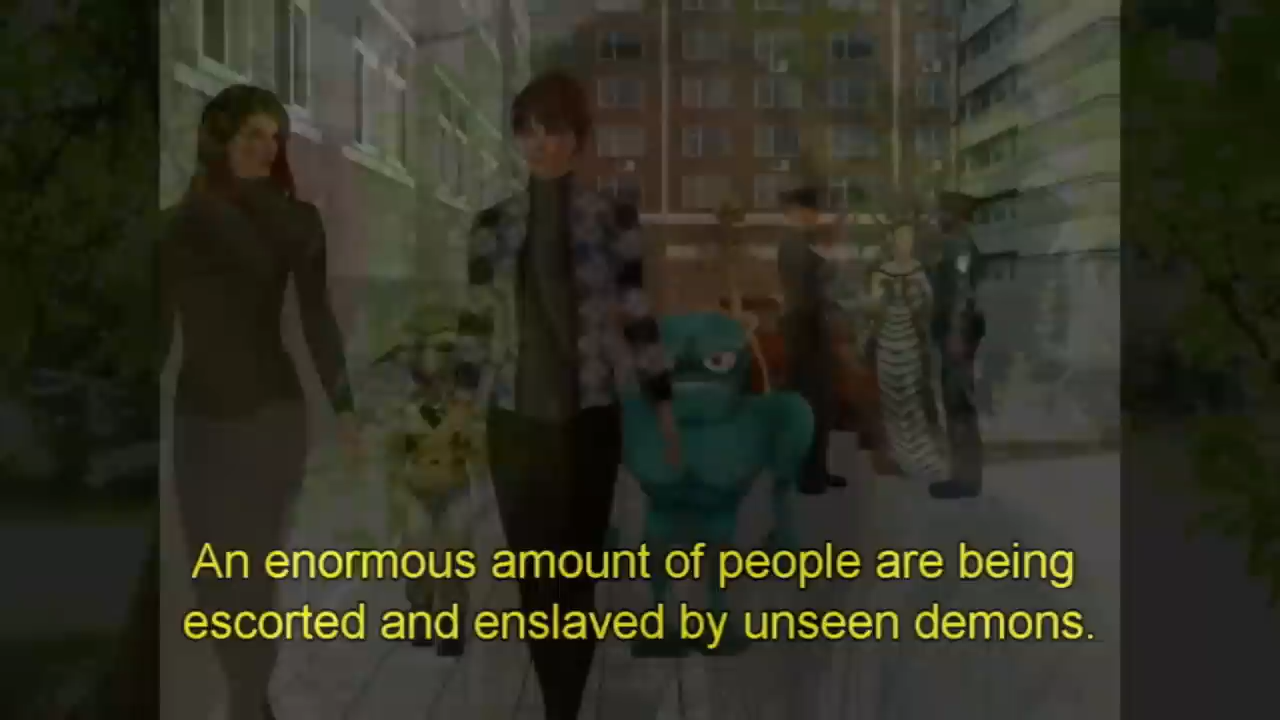 An enormous amount of people are being
escorted and enslaved by unseen demons.